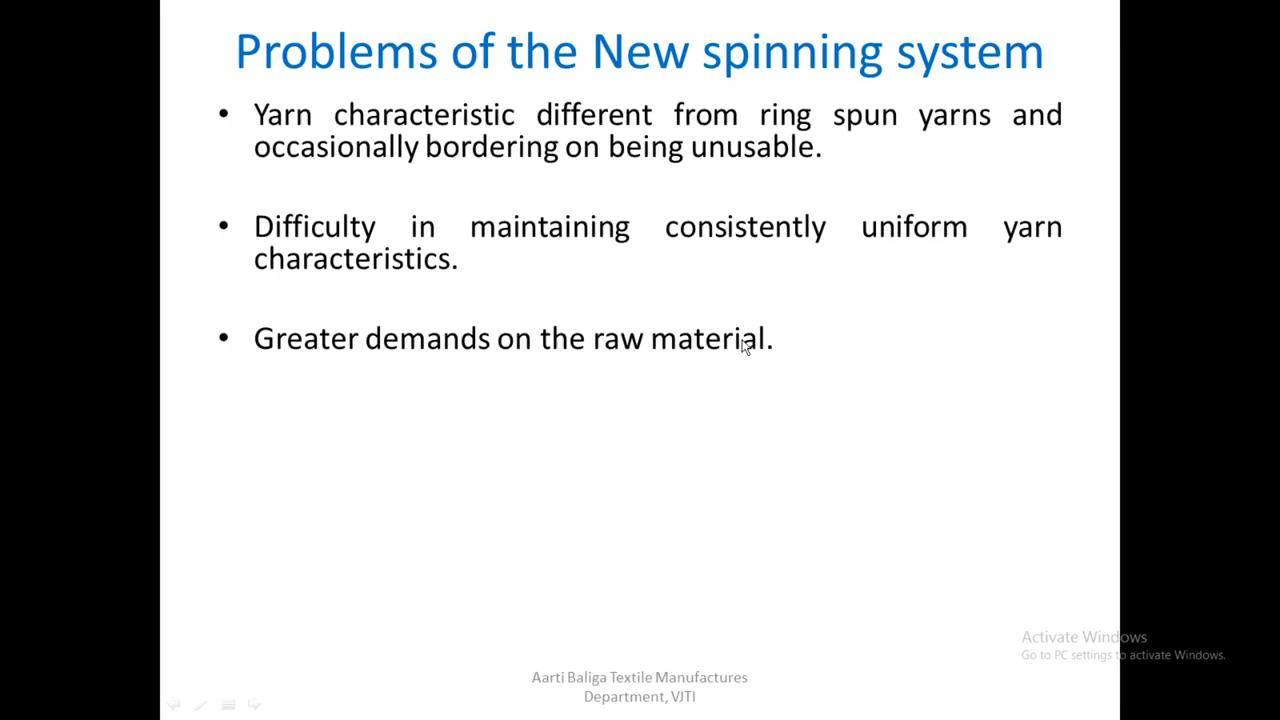 Problems of the New spinning system
• Yarn characteristic different from ring spun yarns and
occasionally bordering on being unusable.
• Difficulty in maintaining consistently uniform yarn
characteristics.
• Greater demands on the raw material.
Activate Windows
Go to PC settings to activate Windows.
Aarti Baliga Textile Manufactures
Department, VJTI